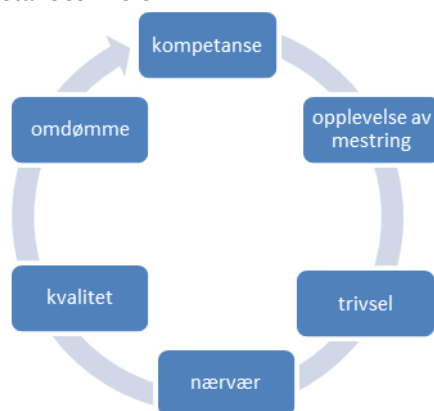 kompetanse
opplevelse av
mestring
trivsel
nærvær
kvalitet
omdømme